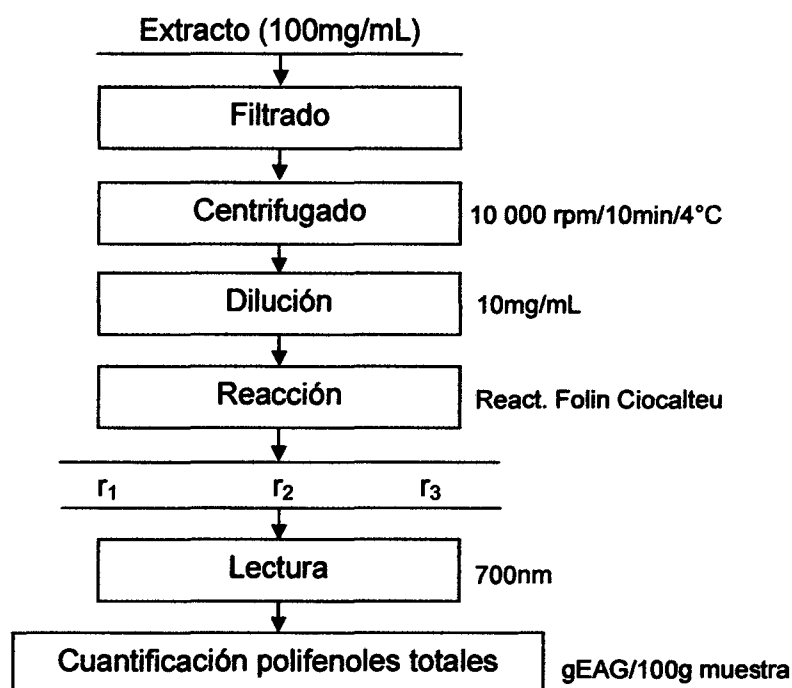 Extracto (100mg/mL)
Filtrado
Centrifugado
10 000 rpm/10min/4°C
Dilución
10mg/mL
Reacción
React. Folin Ciocalteu
r₁ r₂ r₃
Lectura
700nm
Cuantificación polifenoles totales
gEAG/100g muestra